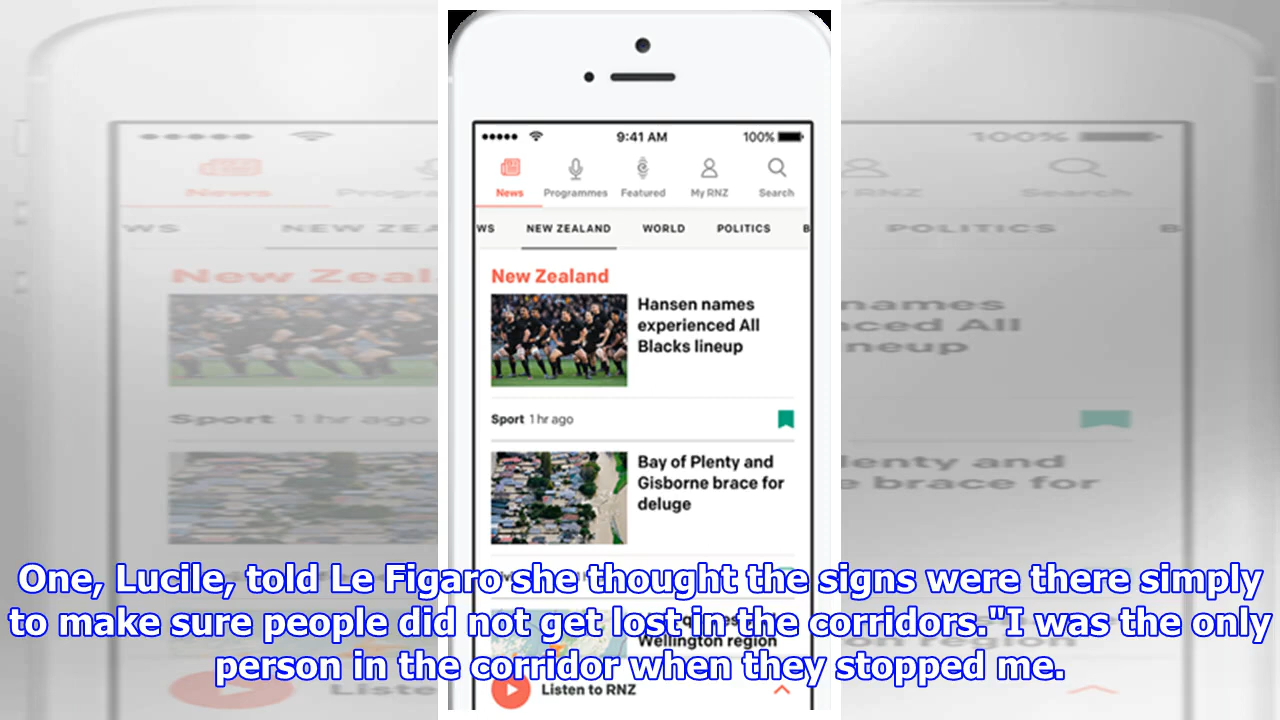 9:41 AM 100%
News Programmes Featured My RNZ Search
WS NEW ZEALAND WORLD POLITICS B
New Zealand
Hansen names
experienced All
Blacks lineup
Sport 1 hr ago
Bay of Plenty and
Gisborne brace for
deluge
One, Lucile, told Le Figaro she thought the signs were there simply
to make sure people did not get lost in the corridors."I was the only
person in the corridor when they stopped me.
Wellington region
Listen to RNZ